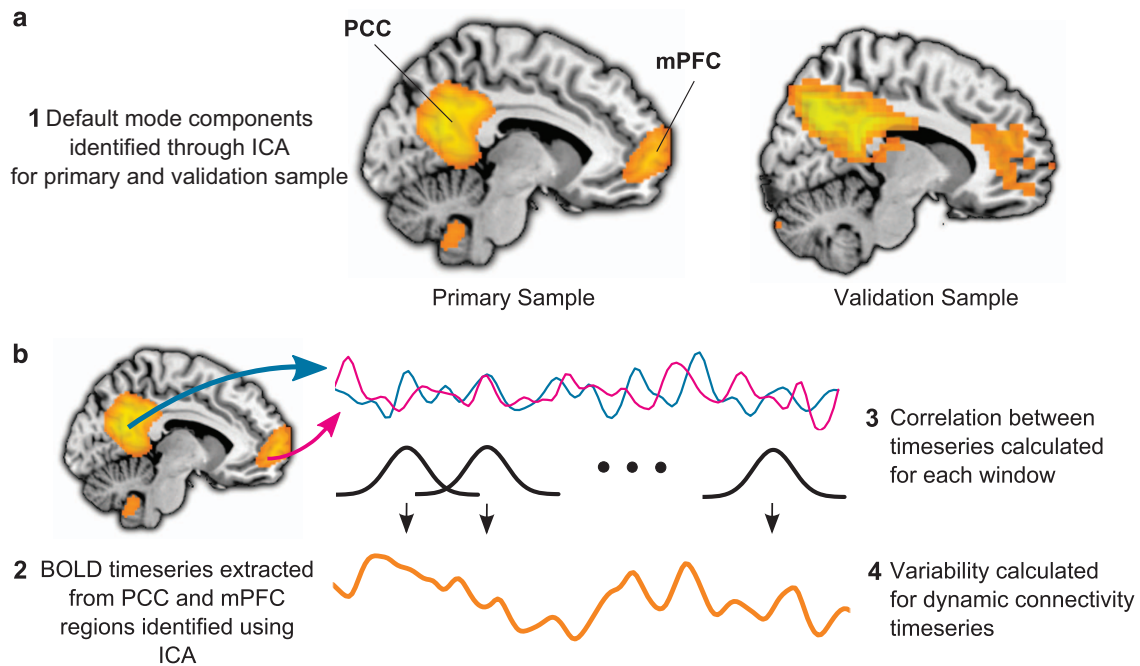 a
PCC
mPFC
1 Default mode components
identified through ICA
for primary and validation sample
Primary Sample
Validation Sample
b
3 Correlation between
timeseries calculated
for each window
2 BOLD timeseries extracted
from PCC and mPFC
regions identified using
ICA
4 Variability calculated
for dynamic connectivity
timeseries